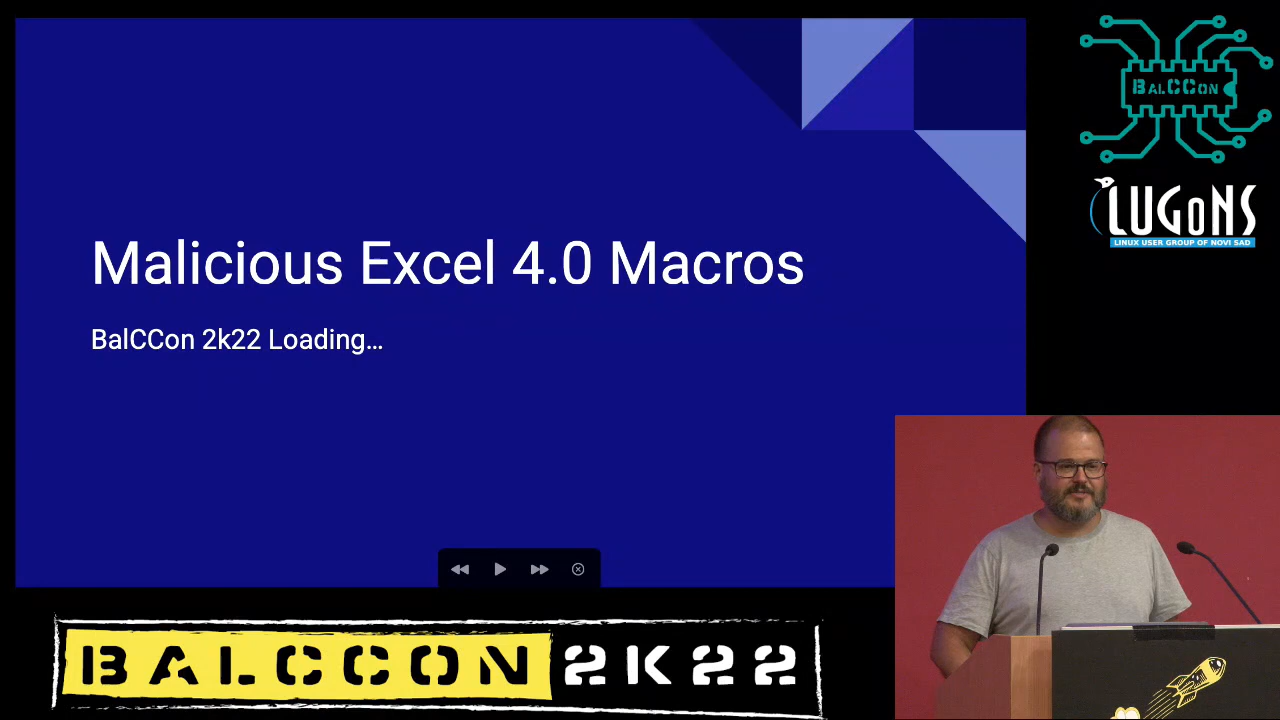 Malicious Excel 4.0 Macros
BalCCon 2k22 Loading...
BALCCON
LUGONS
LINUX USER GROUP OF NOVI SAD
BALCCON 2K22